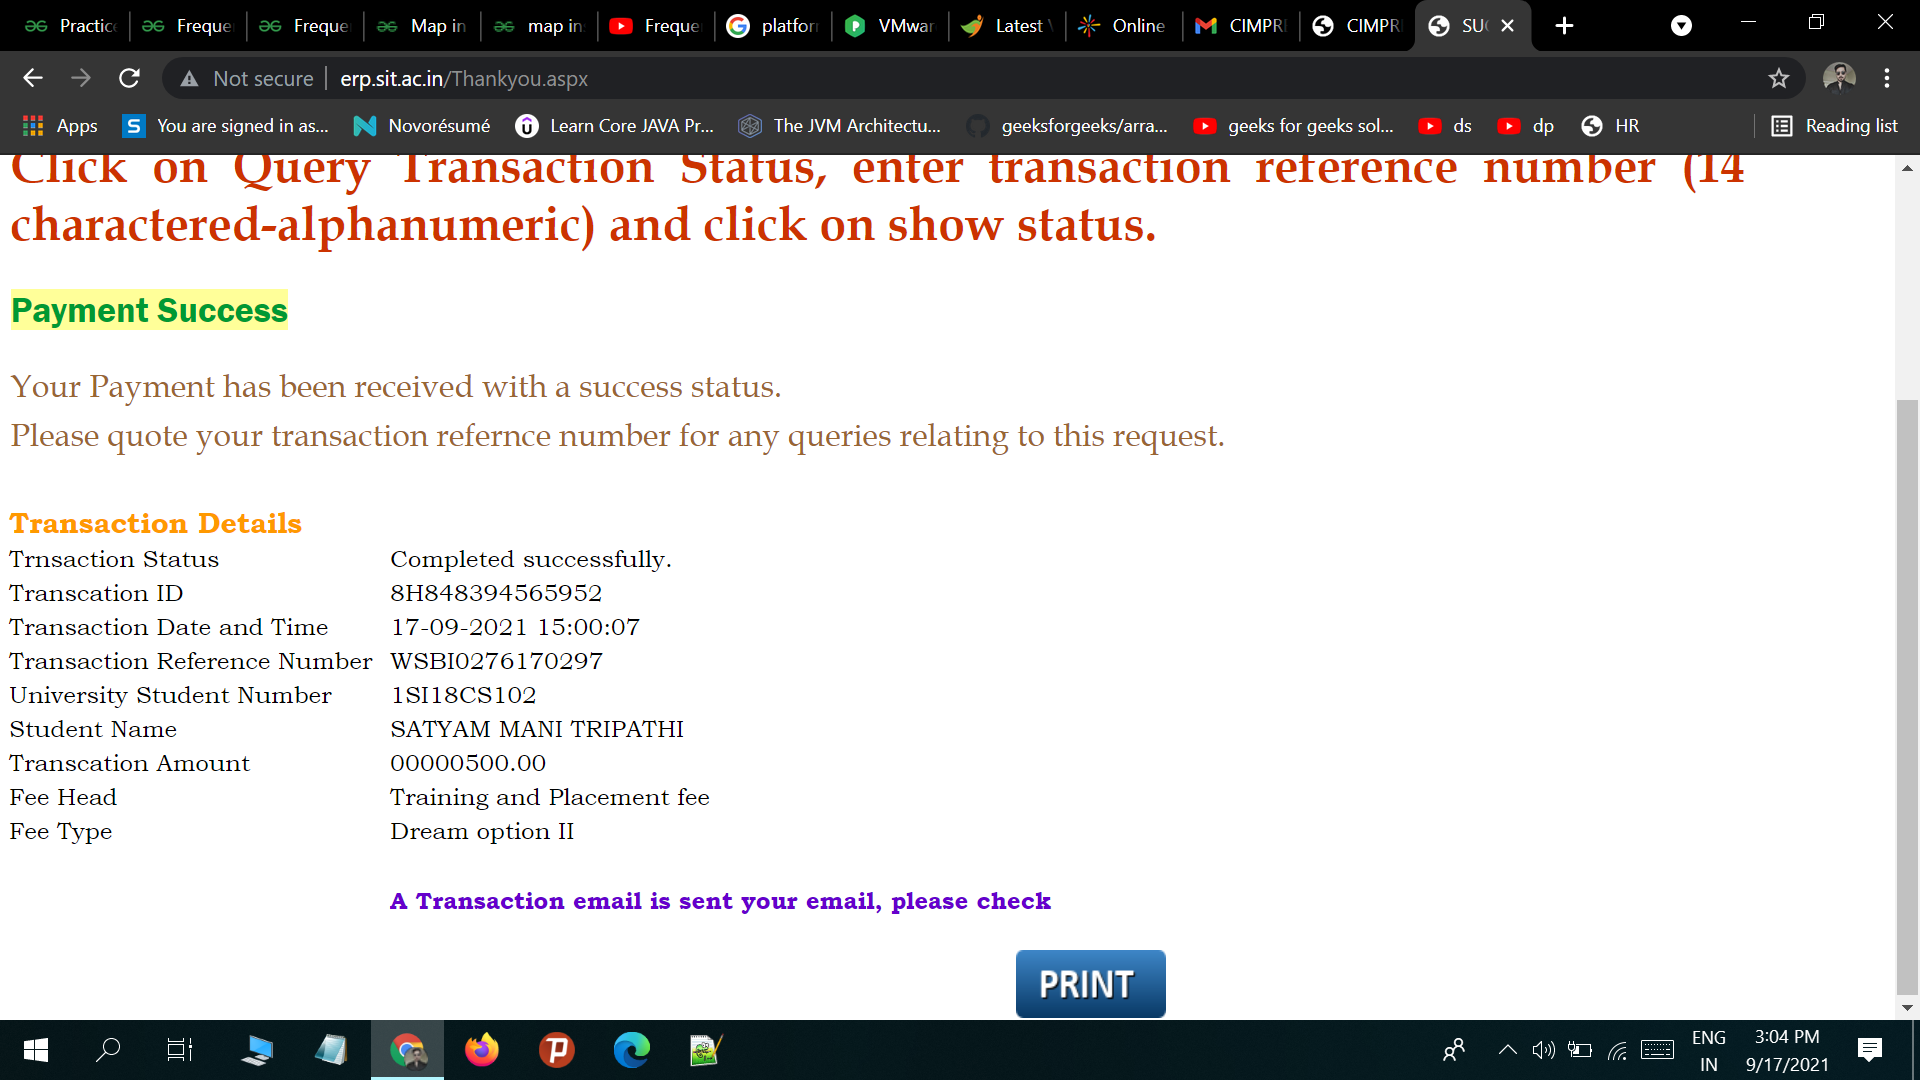 Practice
Freque
Freque
Map in
map in
Freque
platfor
VMwar
Latest
Online
CIMPRE
CIMPRE
SU
Not secure
erp.sit.ac.in/Thankyou.aspx
Apps
You are signed in as...
Novorésumé
Learn Core JAVA Pr...
The JVM Architectu...
geeksforgeeks/arra...
geeks for geeks sol...
ds
dp
HR
Reading list
Click on Query Transaction Status, enter transaction reference number (14
charactered-alphanumeric) and click on show status.
Payment Success
Your Payment has been received with a success status.
Please quote your transaction refernce number for any queries relating to this request.
Transaction Details
Trnsaction Status Completed successfully.
Transcation ID 8H848394565952
Transaction Date and Time 17-09-2021 15:00:07
Transaction Reference Number WSBI0276170297
University Student Number 1SI18CS102
Student Name SATYAM MANI TRIPATHI
Transcation Amount 00000500.00
Fee Head Training and Placement fee
Fee Type Dream option II
A Transaction email is sent your email, please check
PRINT
ENG
IN
3:04 PM
9/17/2021